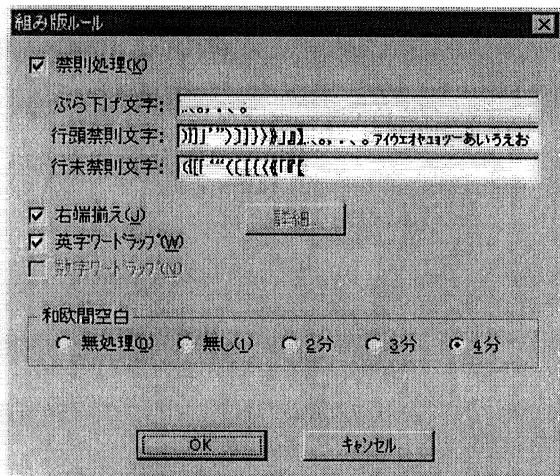 組み版ルール
禁則処理(K)
ぶら下げ文字: .､｡，．、。
行頭禁則文字: )}]｣'"〉)］｝〉》」』】.､｡，．、。ｱｲｳｴｵﾔﾕﾖﾂｰあいうえお
行末禁則文字: ({[｢'"〈([｛〈《「『【
右端揃え(J) 詳細...
英字ワードラップ(W)
数字ワードラップ(N)
和欧間空白
無処理(0) 無し(1) 2分 3分 4分
OK キャンセル